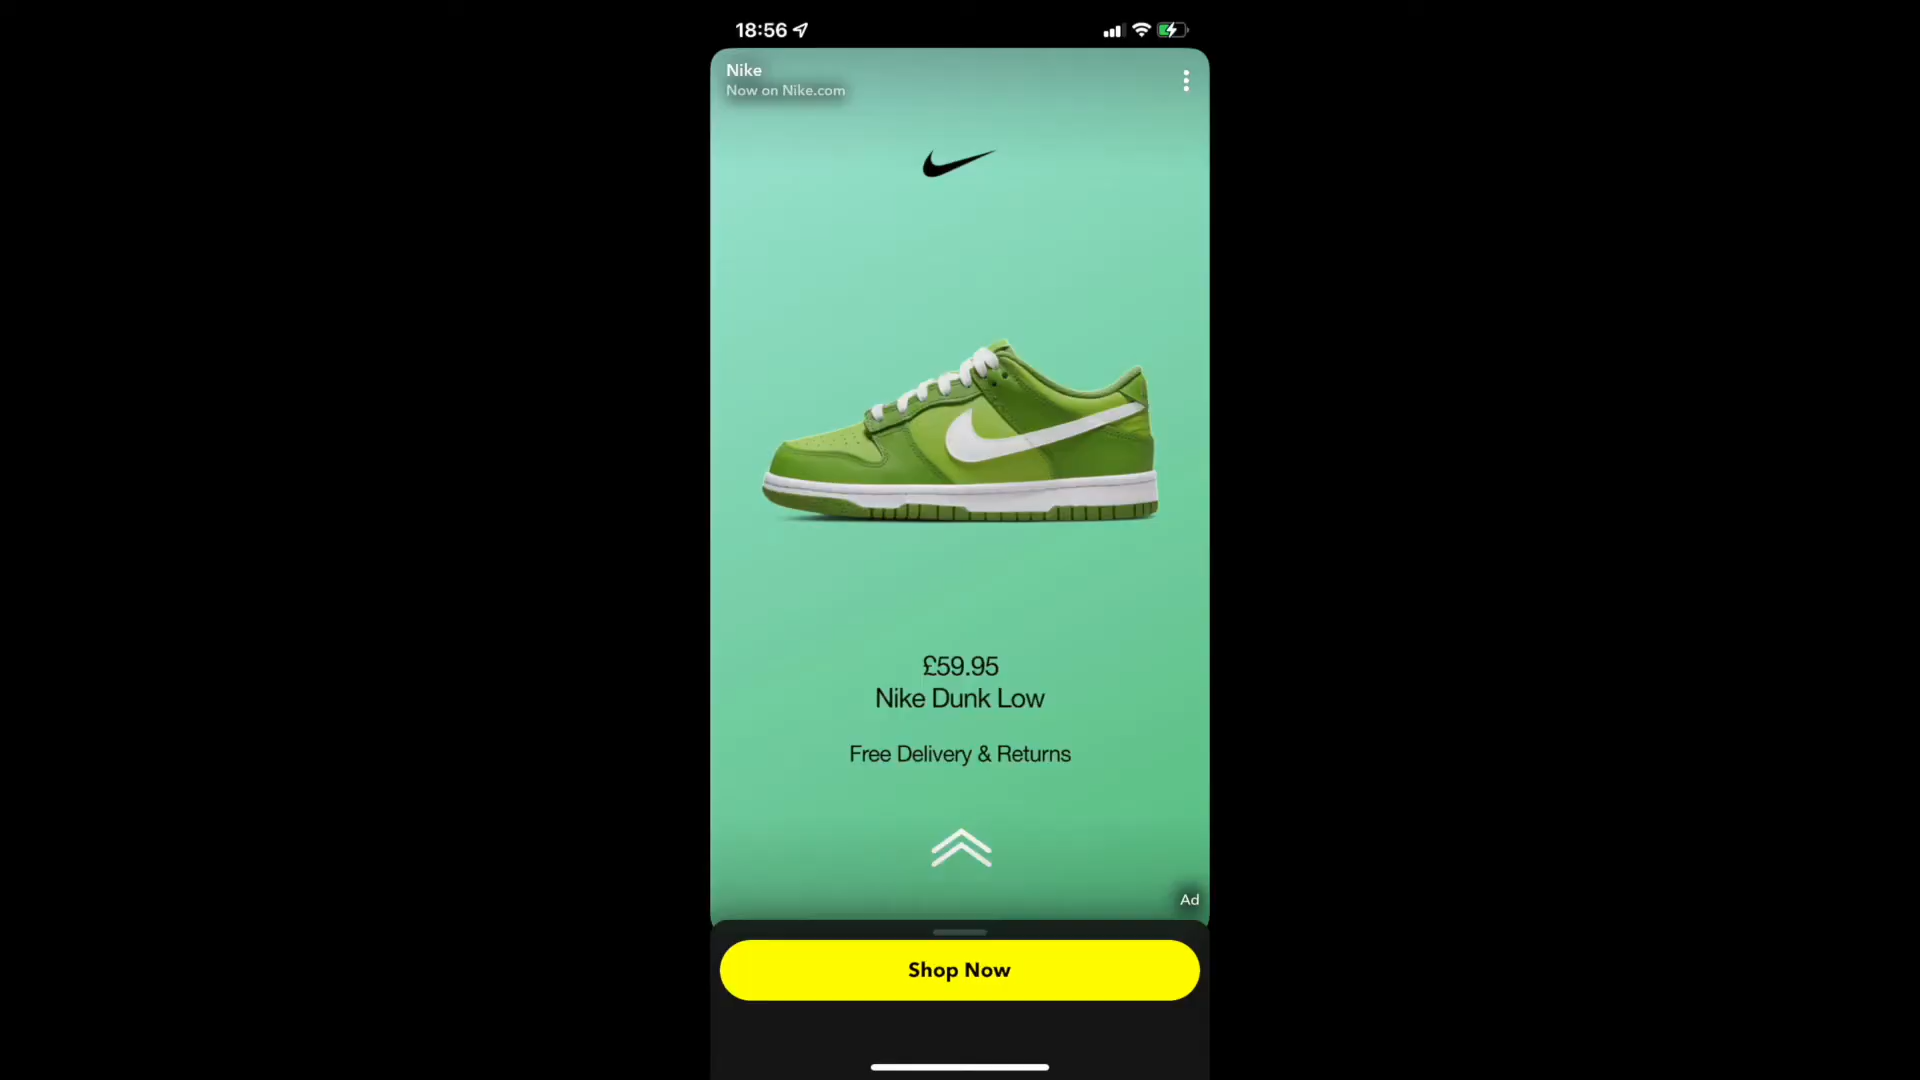 18:56
Nike
Now on Nike.com
£59.95
Nike Dunk Low
Free Delivery & Returns
Ad
Shop Now